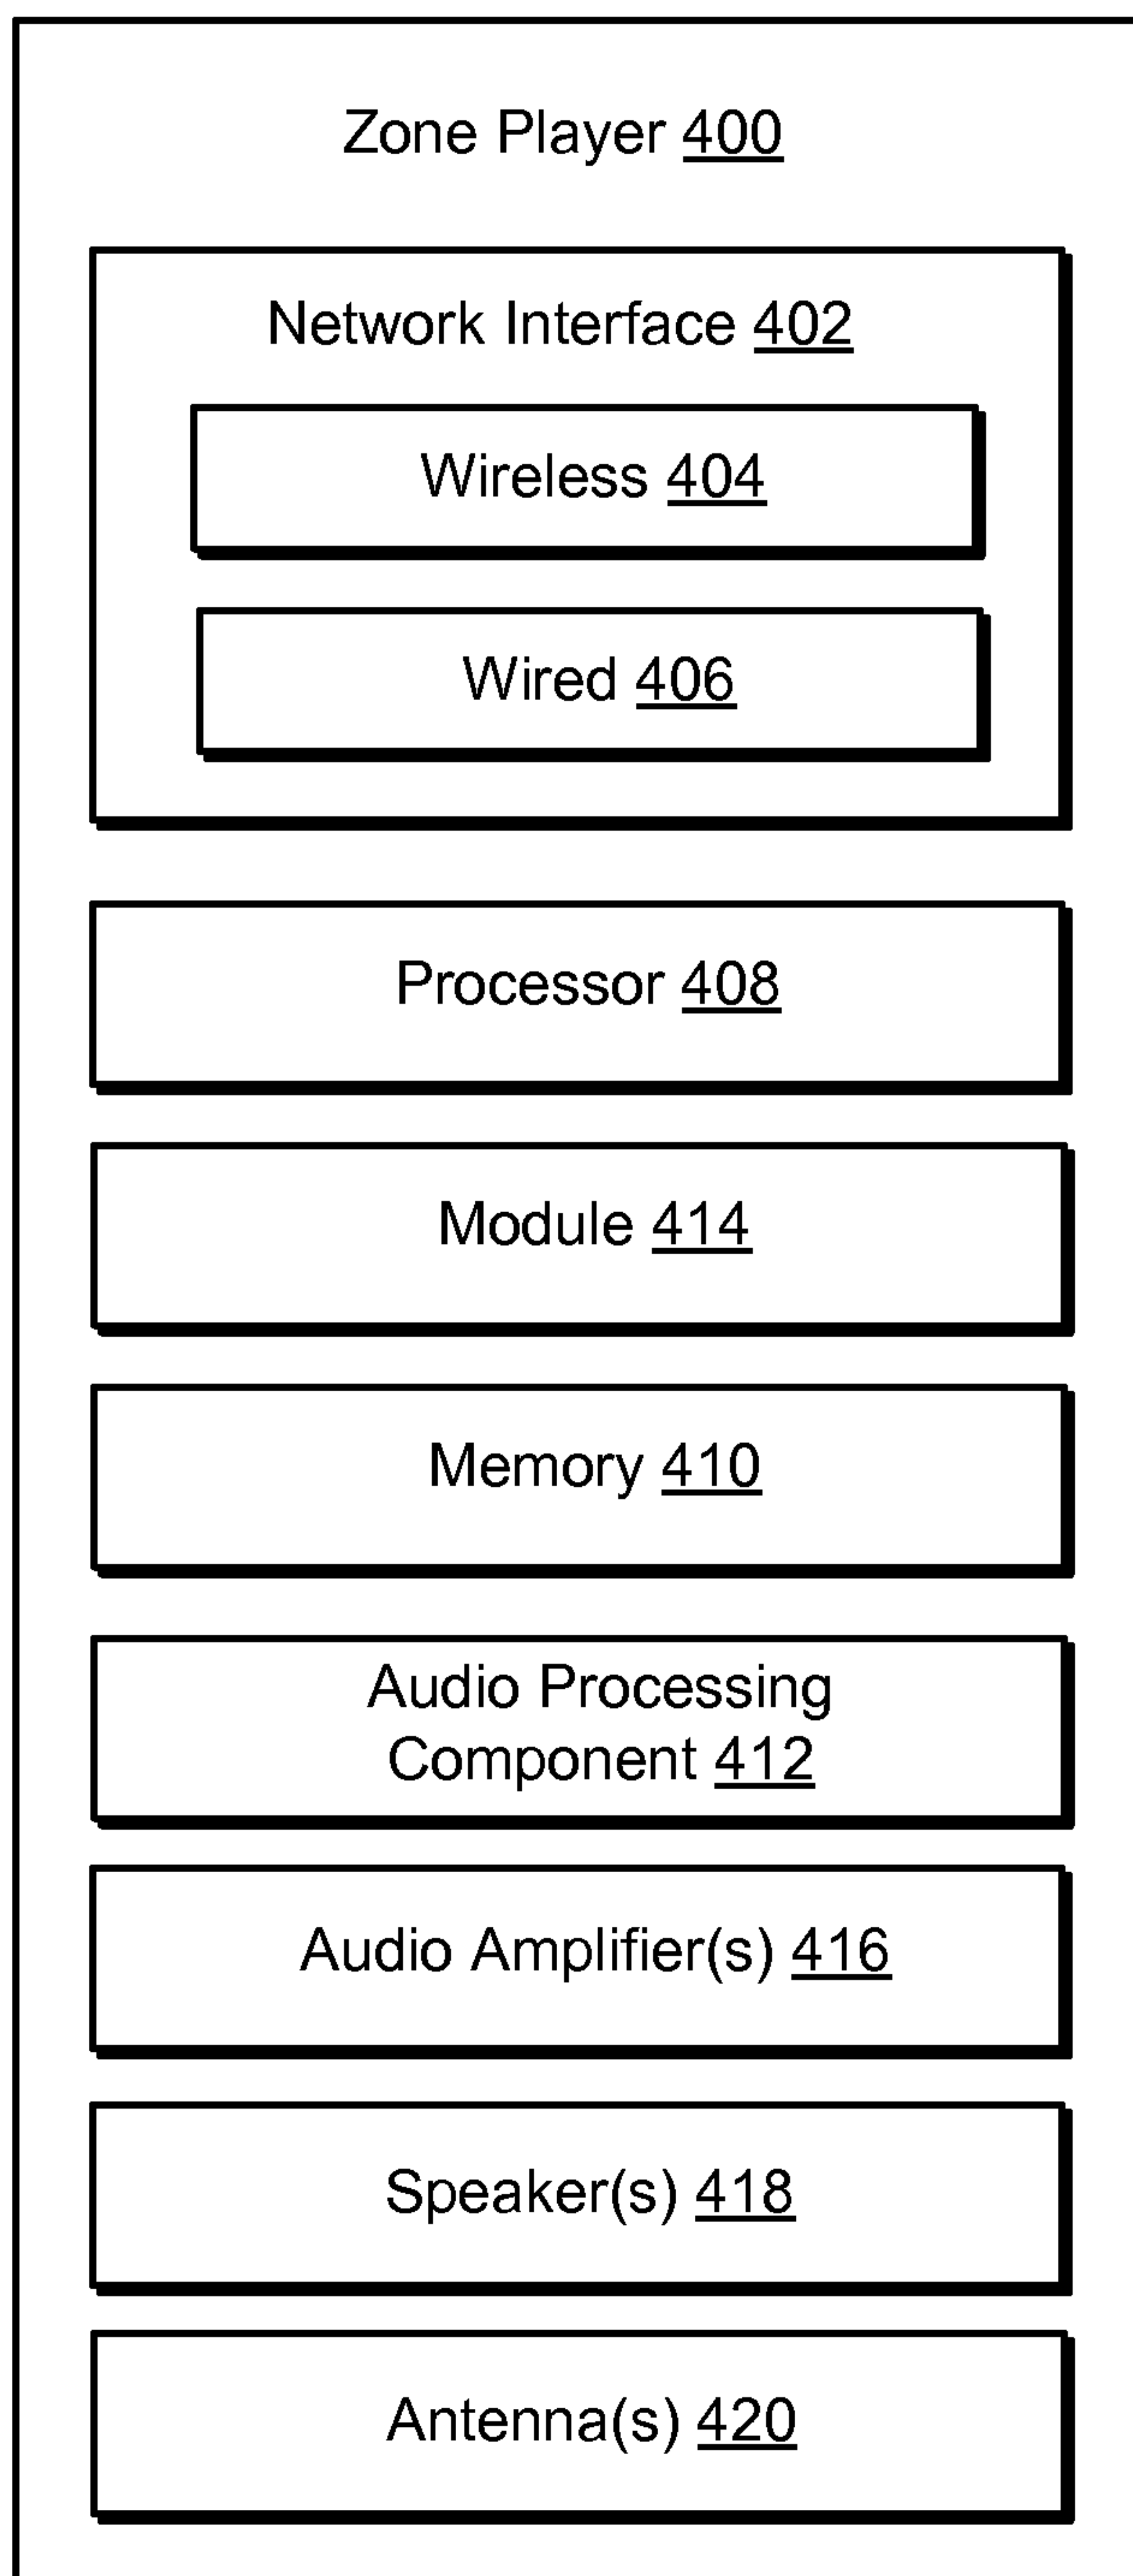 Zone Player 400
Network Interface 402
Wireless 404
Wired 406
Processor 408
Module 414
Memory 410
Audio Processing
Component 412
Audio Amplifier(s) 416
Speaker(s) 418
Antenna(s) 420